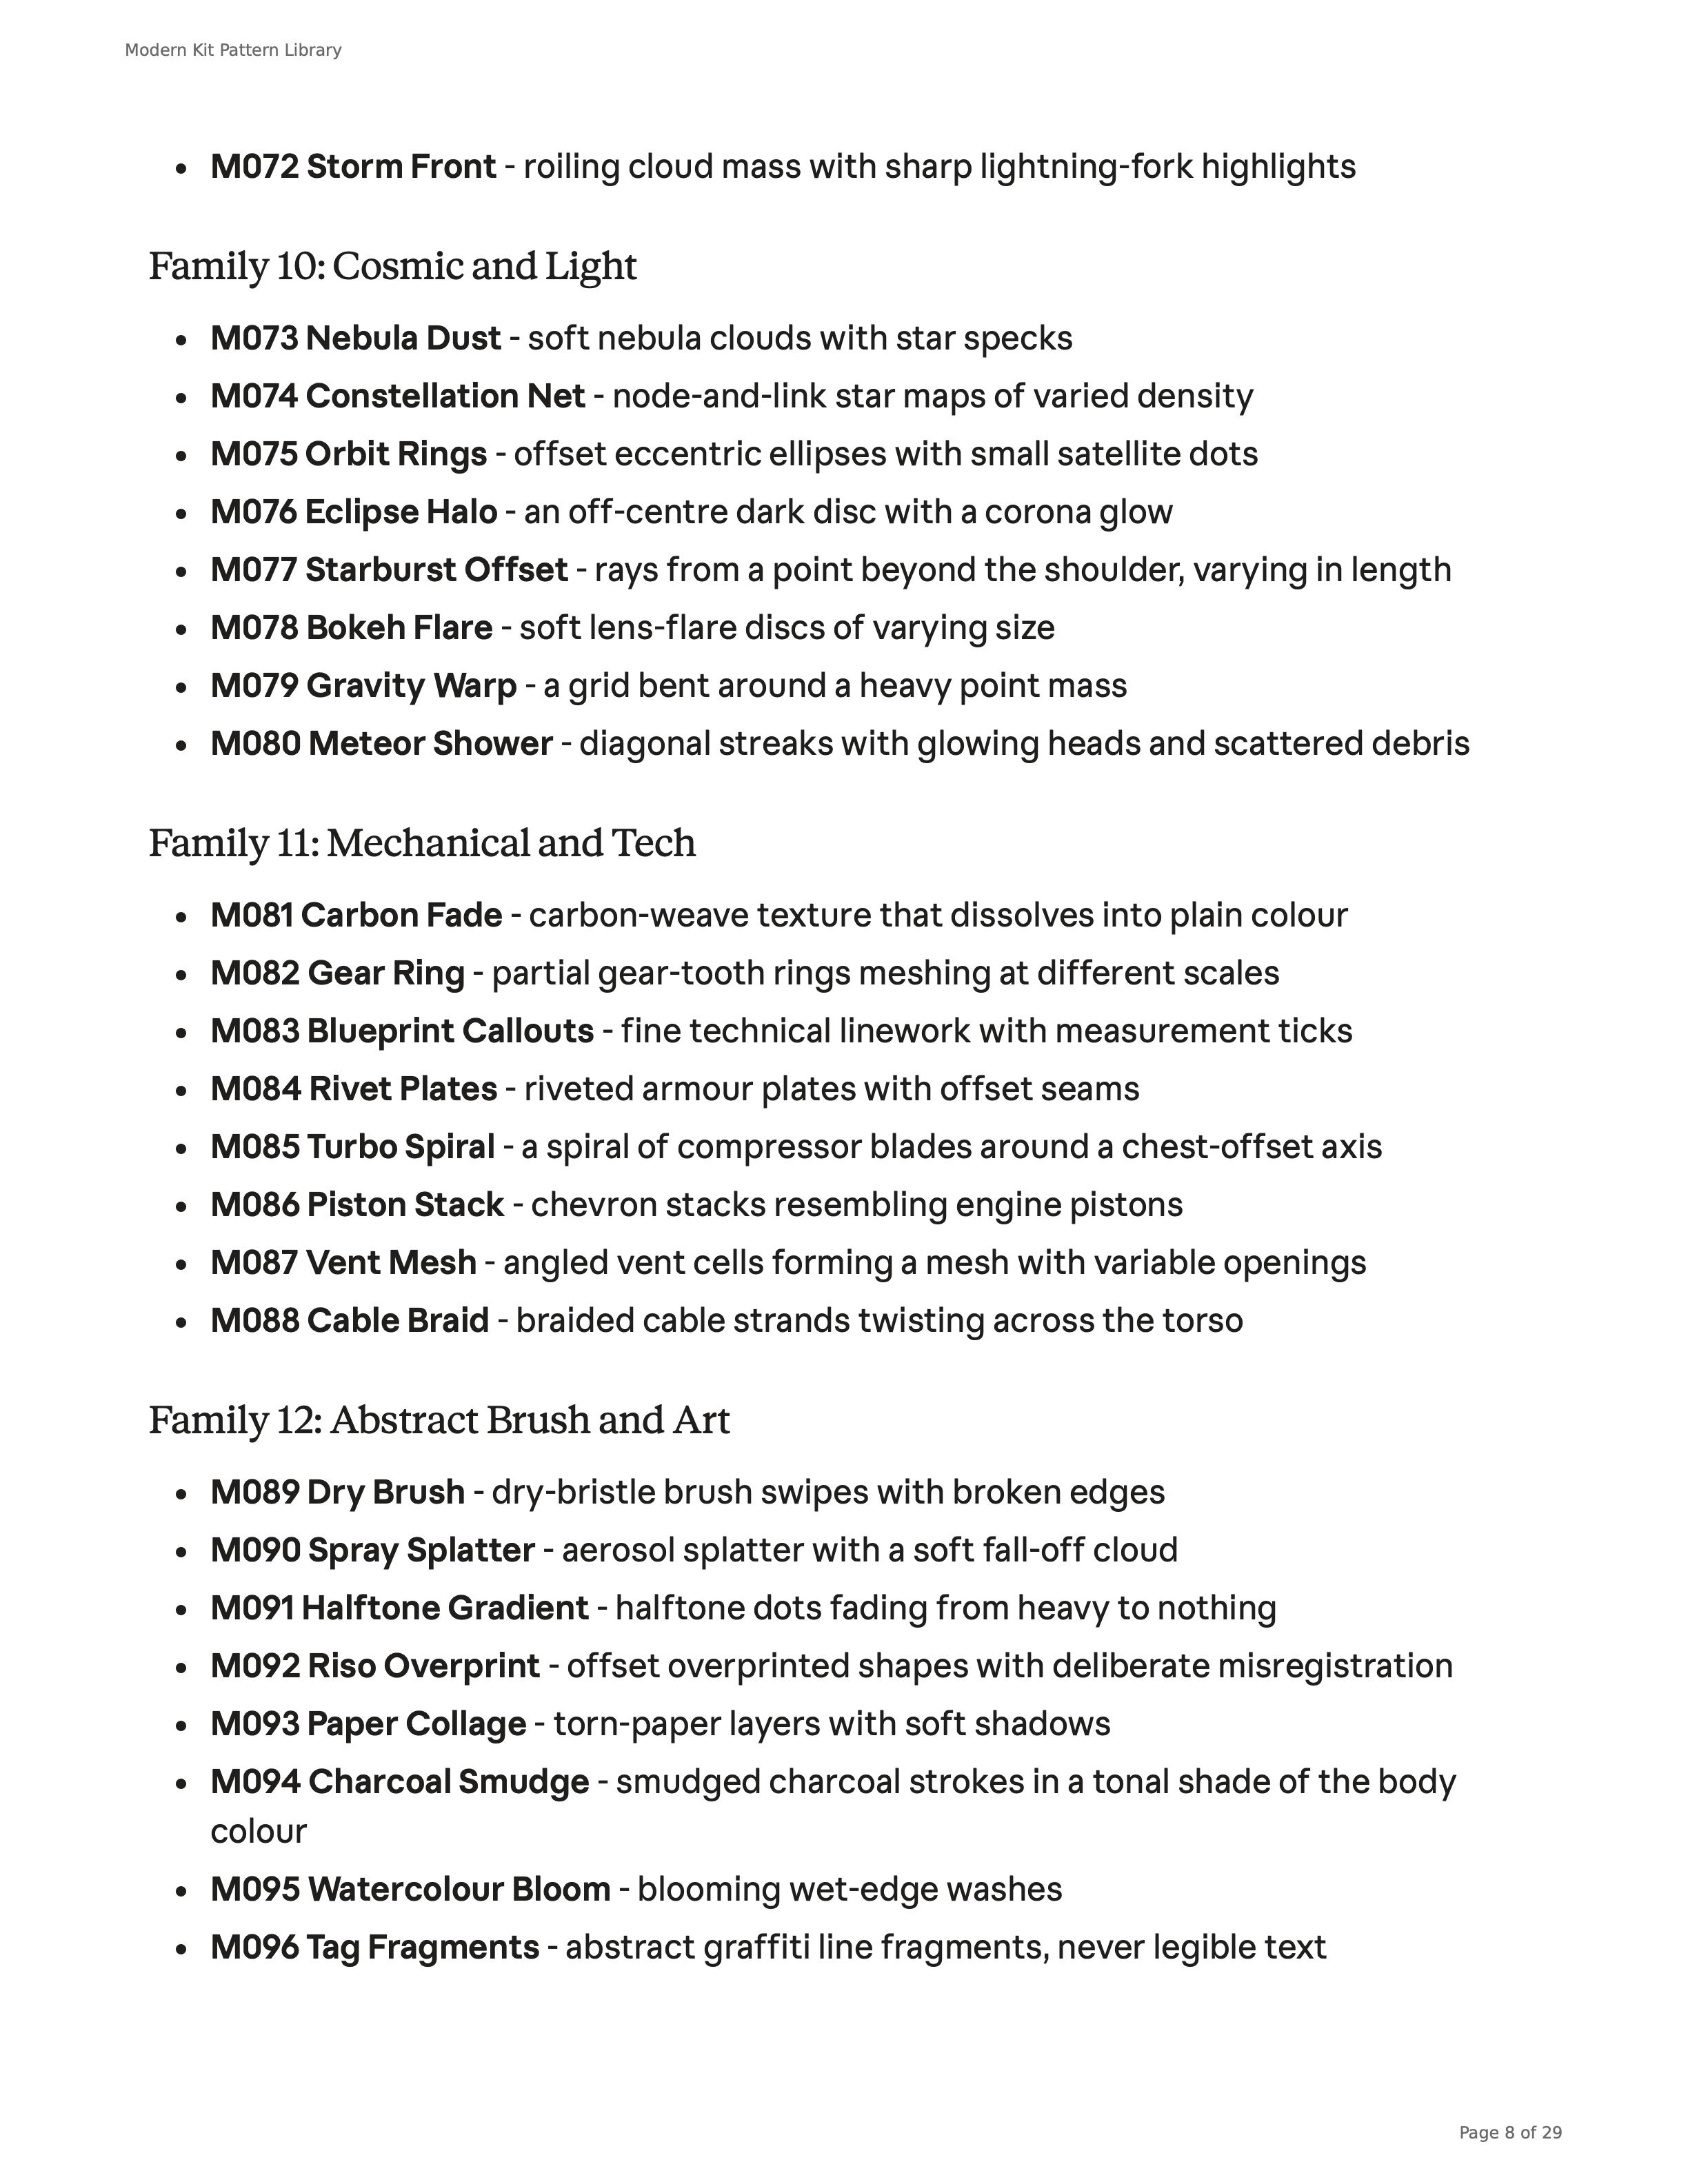 Modern Kit Pattern Library
• M072 Storm Front - roiling cloud mass with sharp lightning-fork highlights
Family 10: Cosmic and Light
• M073 Nebula Dust - soft nebula clouds with star specks
• M074 Constellation Net - node-and-link star maps of varied density
• M075 Orbit Rings - offset eccentric ellipses with small satellite dots
• M076 Eclipse Halo - an off-centre dark disc with a corona glow
• M077 Starburst Offset - rays from a point beyond the shoulder, varying in length
• M078 Bokeh Flare - soft lens-flare discs of varying size
• M079 Gravity Warp - a grid bent around a heavy point mass
• M080 Meteor Shower - diagonal streaks with glowing heads and scattered debris
Family 11: Mechanical and Tech
• M081 Carbon Fade - carbon-weave texture that dissolves into plain colour
• M082 Gear Ring - partial gear-tooth rings meshing at different scales
• M083 Blueprint Callouts - fine technical linework with measurement ticks
• M084 Rivet Plates - riveted armour plates with offset seams
• M085 Turbo Spiral - a spiral of compressor blades around a chest-offset axis
• M086 Piston Stack - chevron stacks resembling engine pistons
• M087 Vent Mesh - angled vent cells forming a mesh with variable openings
• M088 Cable Braid - braided cable strands twisting across the torso
Family 12: Abstract Brush and Art
• M089 Dry Brush - dry-bristle brush swipes with broken edges
• M090 Spray Splatter - aerosol splatter with a soft fall-off cloud
• M091 Halftone Gradient - halftone dots fading from heavy to nothing
• M092 Riso Overprint - offset overprinted shapes with deliberate misregistration
• M093 Paper Collage - torn-paper layers with soft shadows
• M094 Charcoal Smudge - smudged charcoal strokes in a tonal shade of the body
colour
• M095 Watercolour Bloom - blooming wet-edge washes
• M096 Tag Fragments - abstract graffiti line fragments, never legible text
Page 8 of 29